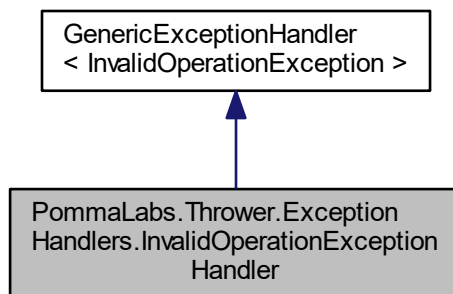 GenericExceptionHandler
< InvalidOperationException >
PommaLabs.Thrower.Exception
Handlers.InvalidOperationException
Handler